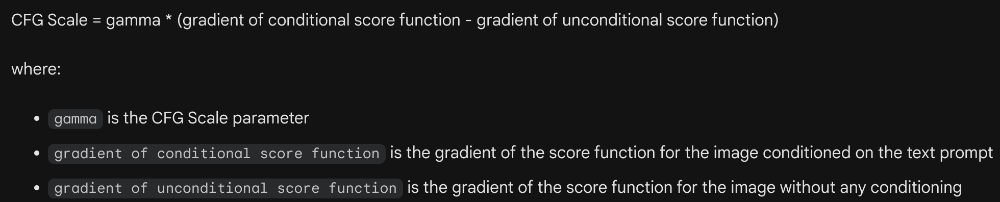 CFG Scale = gamma * (gradient of conditional score function - gradient of unconditional score function)
where:
• gamma is the CFG Scale parameter
• gradient of conditional score function is the gradient of the score function for the image conditioned on the text prompt
• gradient of unconditional score function is the gradient of the score function for the image without any conditioning